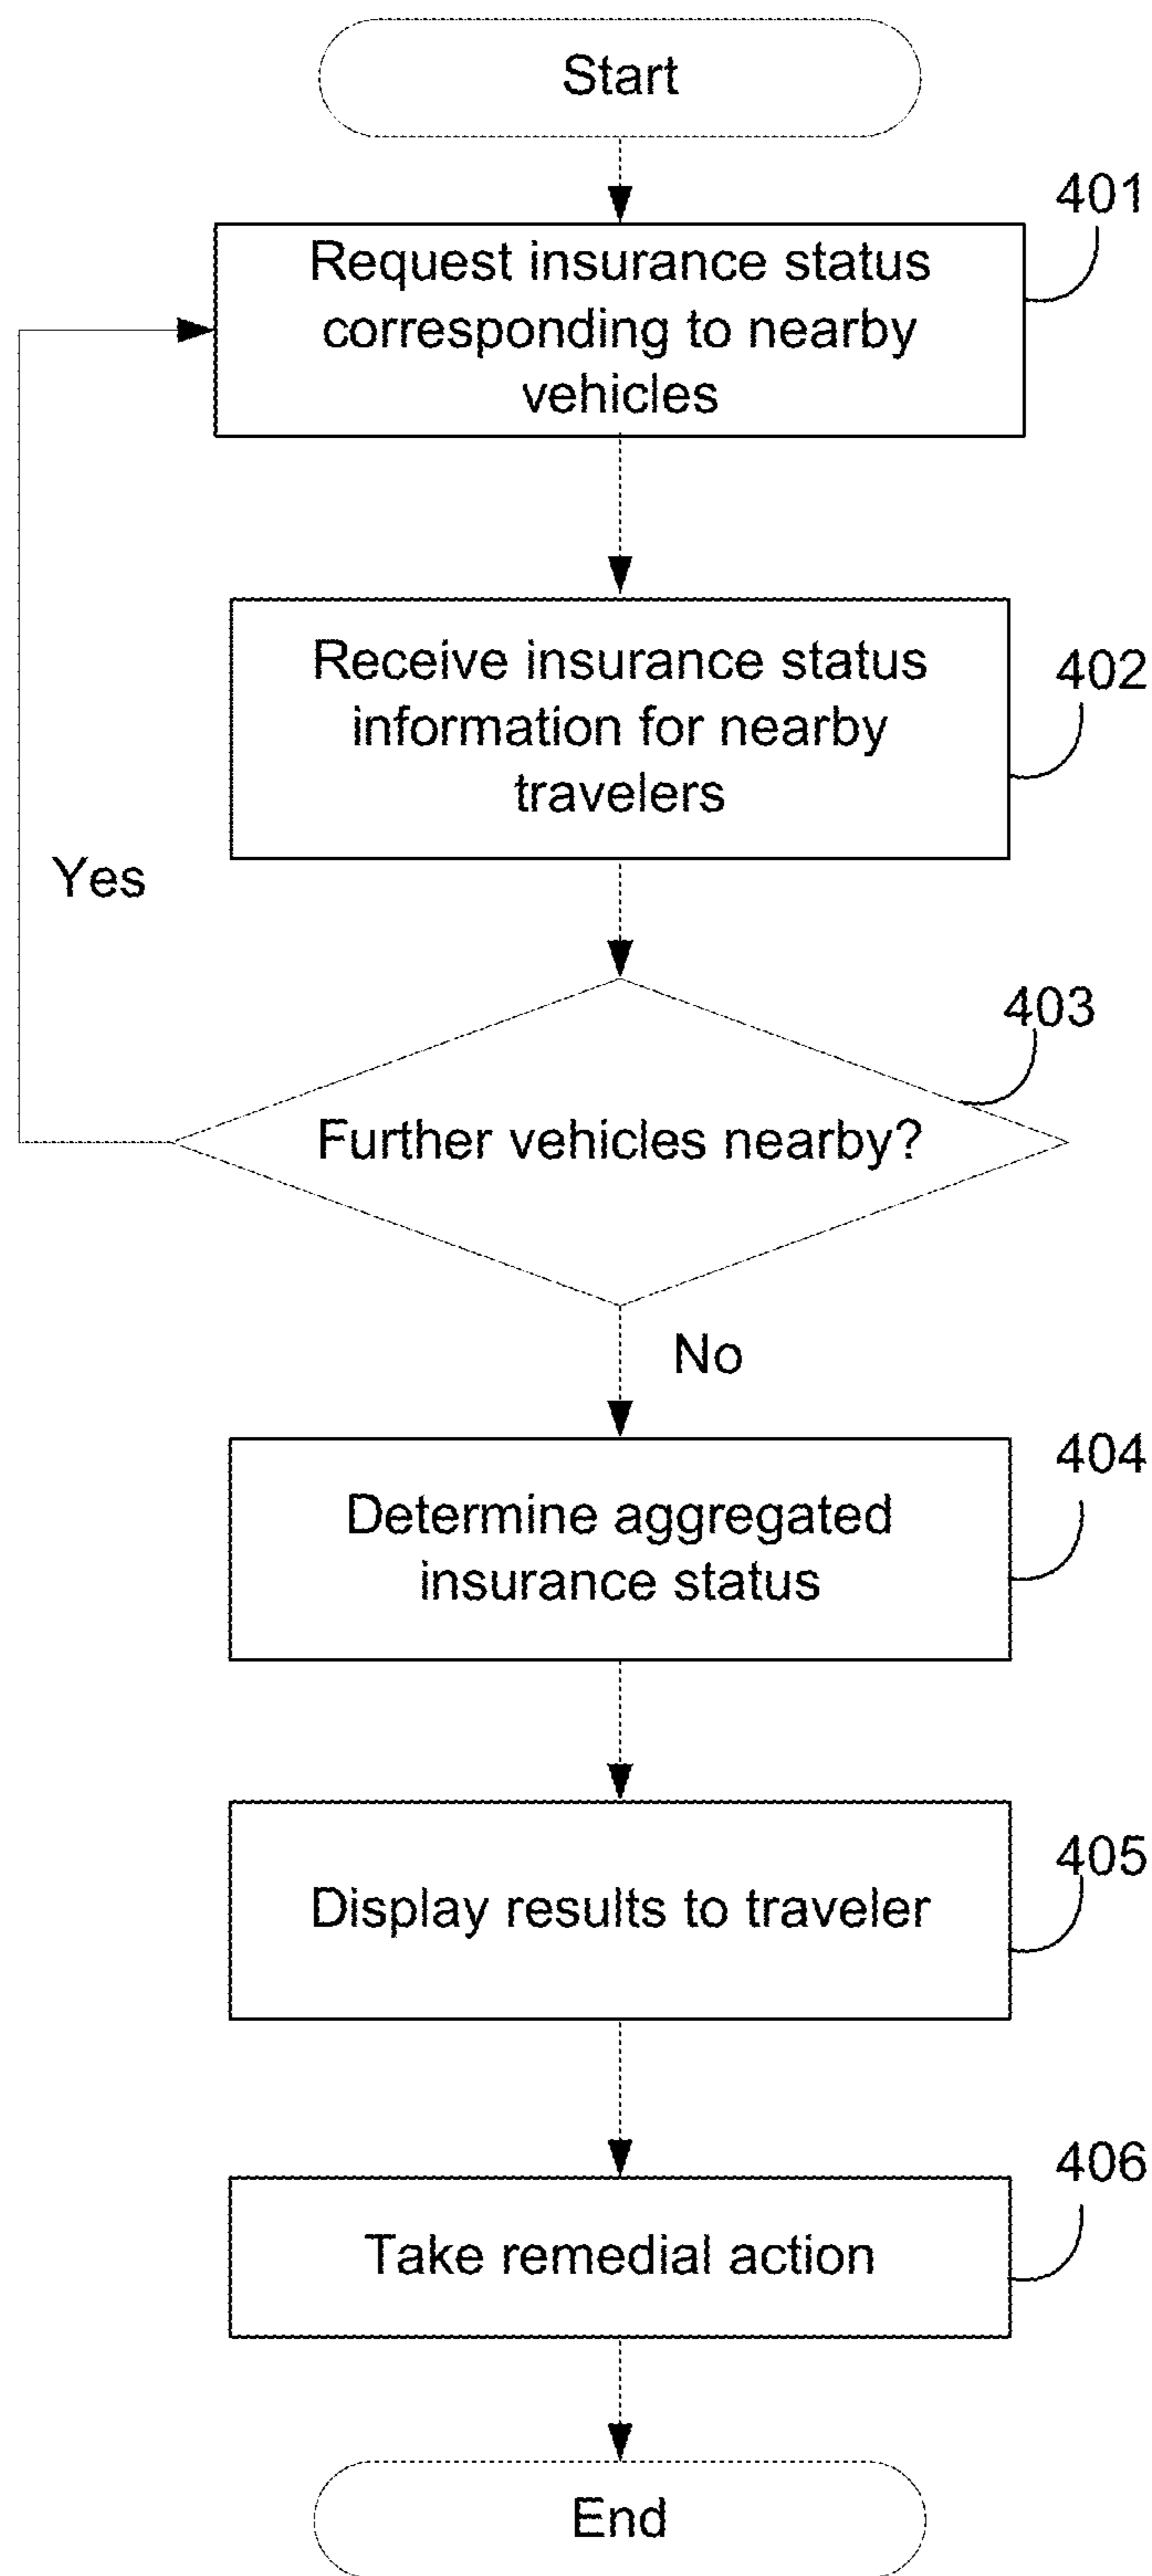 Start
401
Request insurance status
corresponding to nearby
vehicles
402
Receive insurance status
information for nearby
travelers
Yes
403
Further vehicles nearby?
No
404
Determine aggregated
insurance status
405
Display results to traveler
406
Take remedial action
End